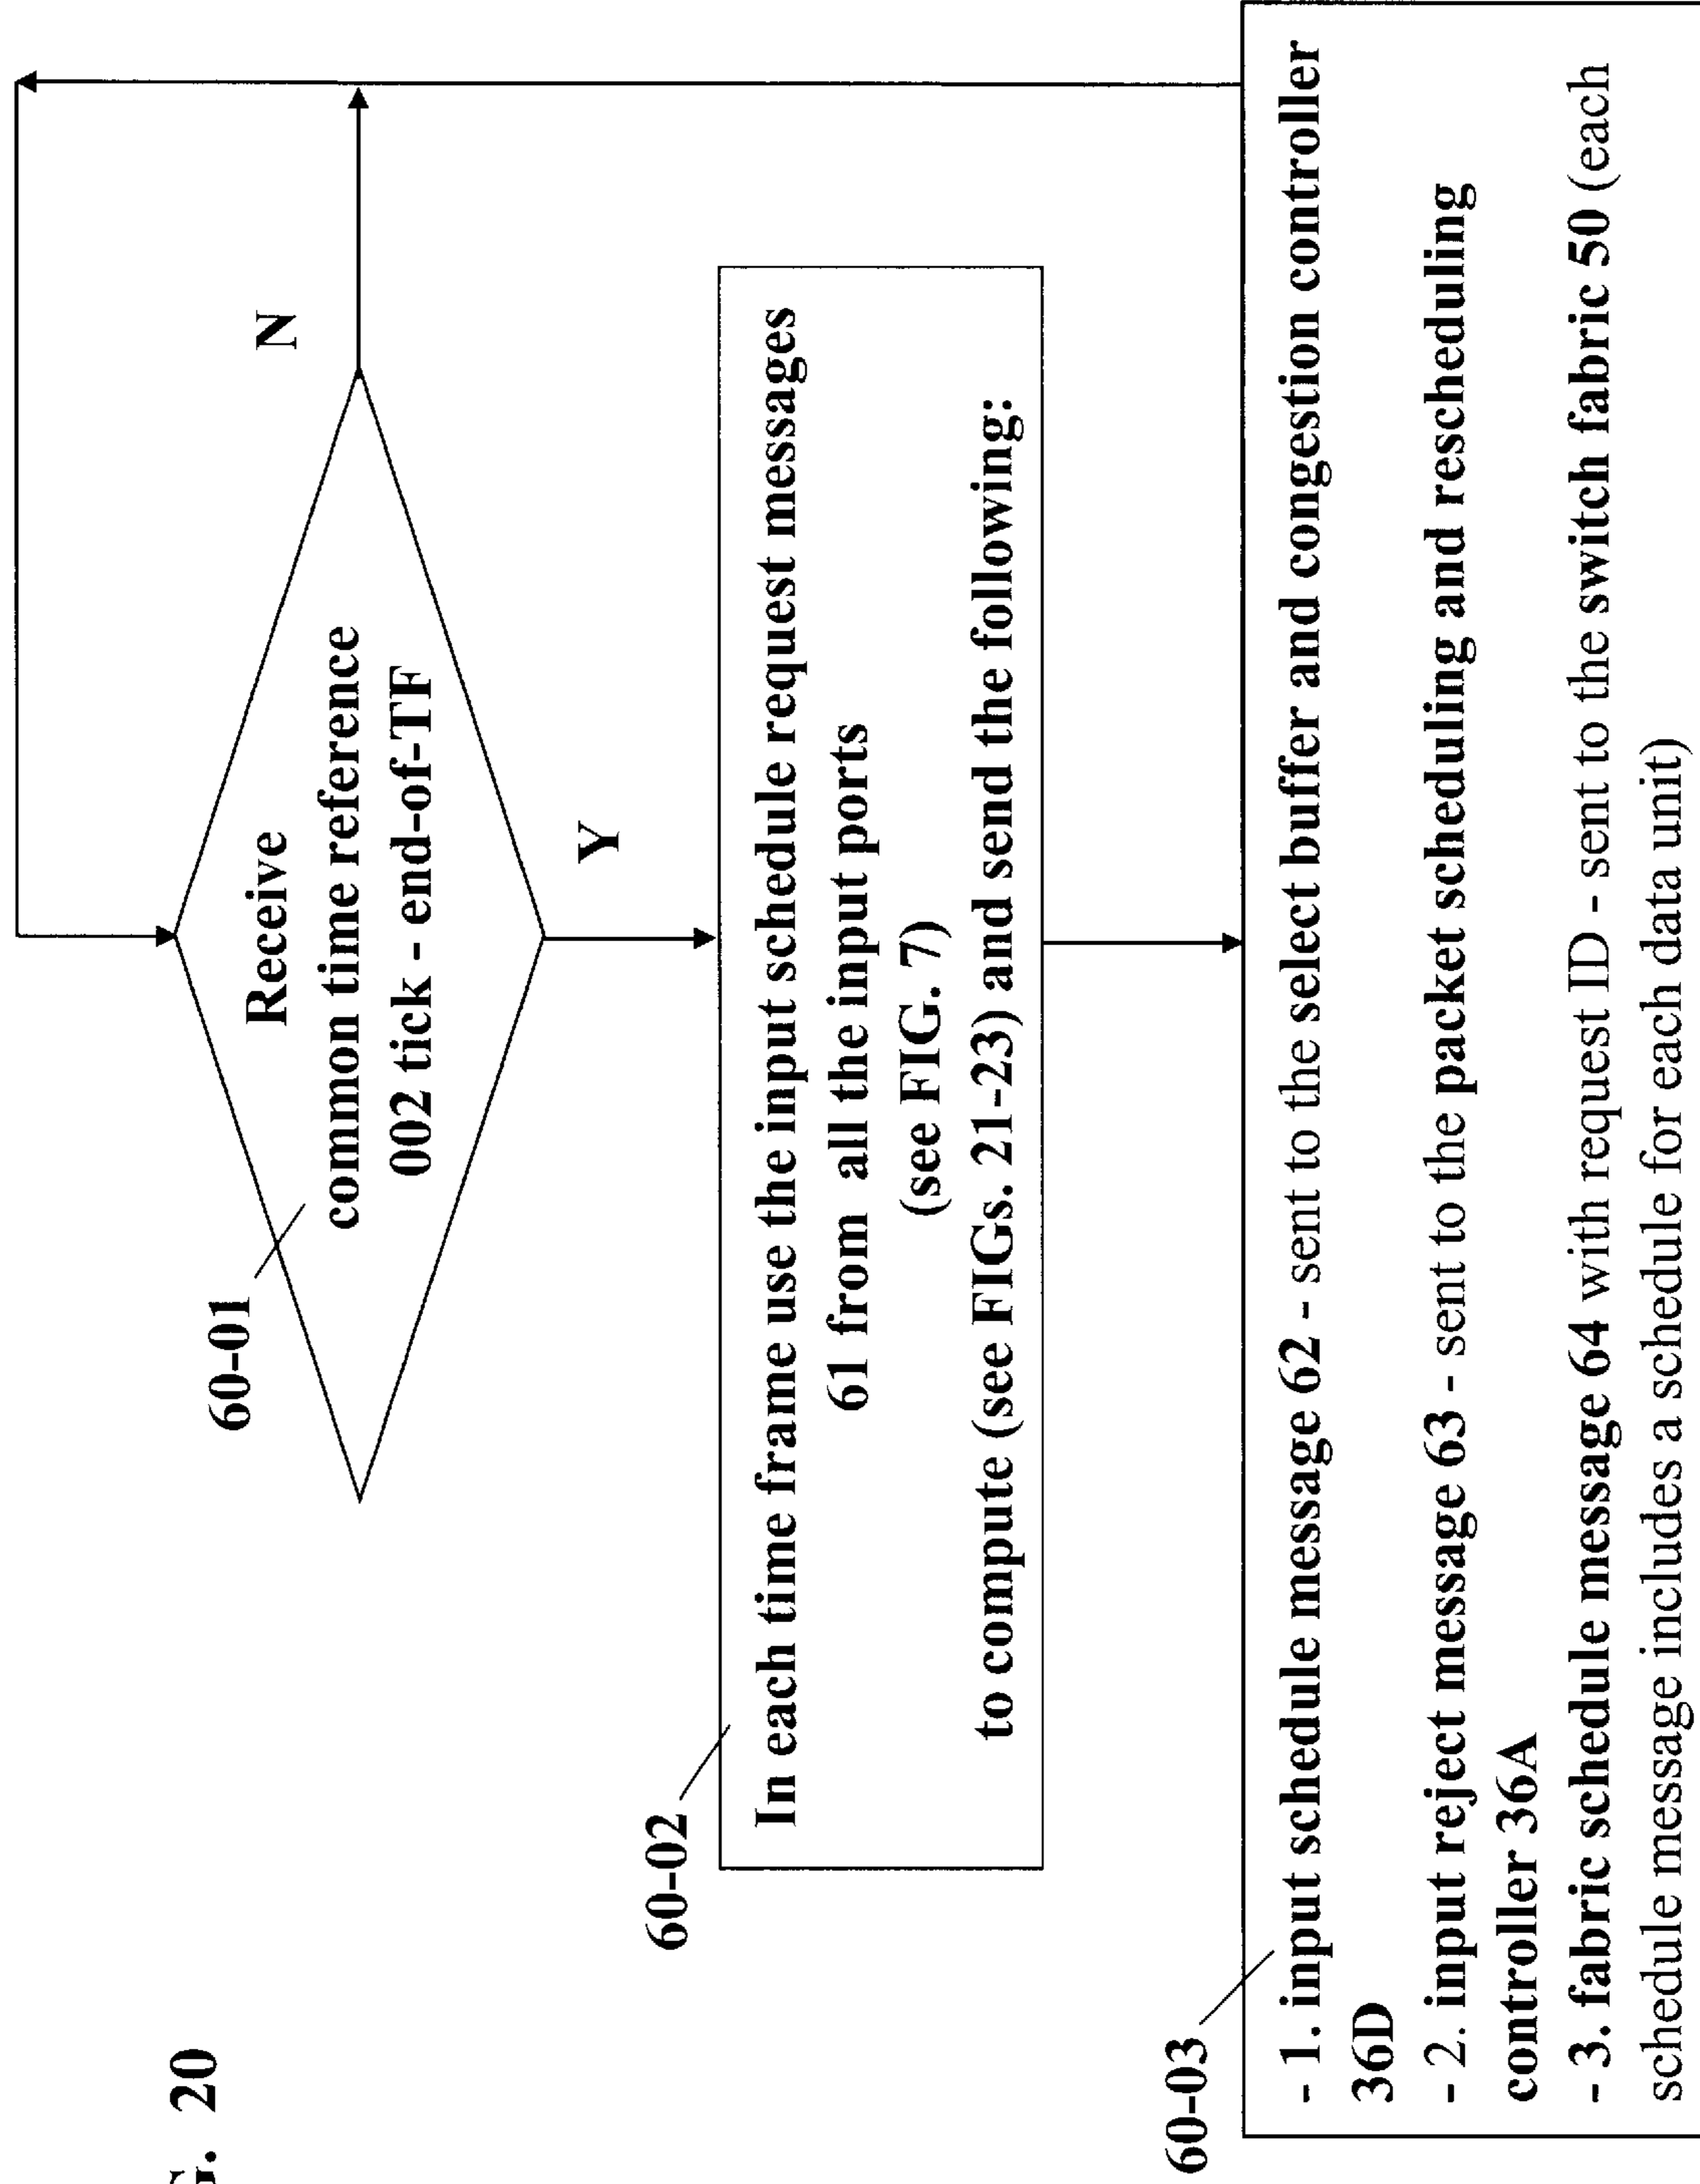 G. 20
60-01
Receive
common time reference
002 tick - end-of-TF
N
Y
60-02
In each time frame use the input schedule request messages
61 from all the input ports
(see FIG. 7)
to compute (see FIGs. 21-23) and send the following:
60-03
- 1. input schedule message 62 - sent to the select buffer and congestion controller
36D
- 2. input reject message 63 - sent to the packet scheduling and rescheduling
controller 36A
- 3. fabric schedule message 64 with request ID - sent to the switch fabric 50 (each
schedule message includes a schedule for each data unit)